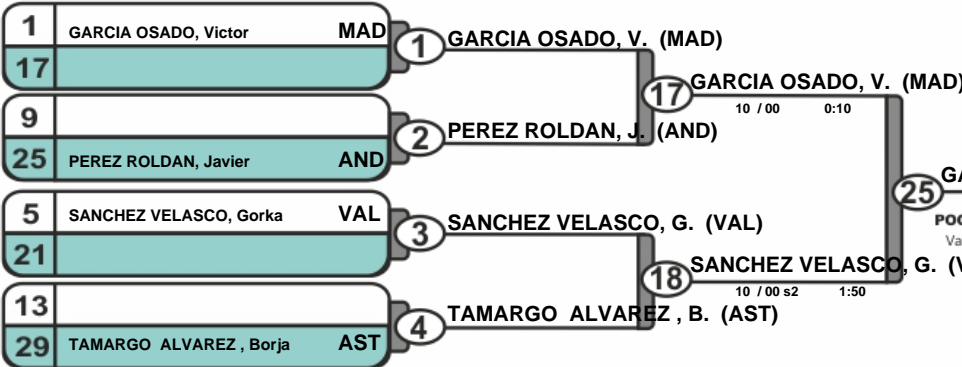 1 GARCIA OSADO, Victor MAD
17
1 GARCIA OSADO, V. (MAD)
17 GARCIA OSADO, V. (MAD)
10 / 00 0:10
9
25 PEREZ ROLDAN, Javier AND
2 PEREZ ROLDAN, J. (AND)
25
5 SANCHEZ VELASCO, Gorka VAL
21
3 SANCHEZ VELASCO, G. (VAL)
18 SANCHEZ VELASCO, G.
10 / 00 s2 1:50
13
29 TAMARGO ALVAREZ , Borja AST
4 TAMARGO ALVAREZ , B. (AST)